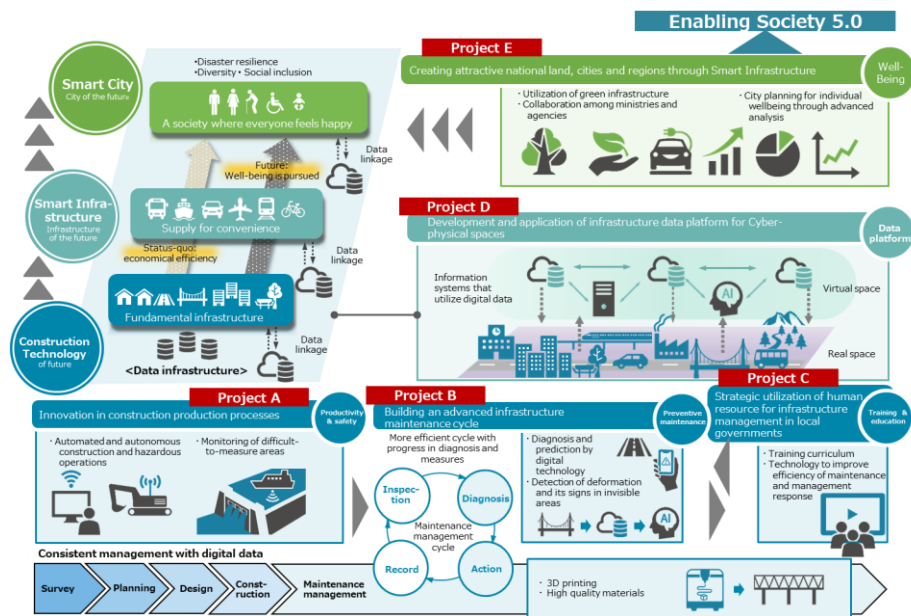 Enabling Society 5.0
Project E
Creating attractive national land, cities and regions through Smart Infrastructure
Well-
Being
・Utilization of green infrastructure
・Collaboration among ministries and
agencies
・City planning for individual
wellbeing through advanced
analysis
Smart City
City of the future
•Disaster resilience
•Diversity・Social inclusion
A society where everyone feels happy
Data
linkage
Future:
Well-being is pursued
Smart Infra-
structure
Infrastructure
of the future
Supply for convenience
Status-quo:
economical efficiency
Data
linkage
Construction
Technology
of future
Fundamental infrastructure
Data
linkage
<Data infrastructure>
Project D
Development and application of infrastructure data platform for Cyber-
physical spaces
Data
platform
Information
systems that
utilize digital data
AI
Virtual space
Real space
Project A
Innovation in construction production processes
Productivity
& safety
・Automated and autonomous
construction and hazardous
operations
・Monitoring of difficult-
to-measure areas
Project B
Building an advanced infrastructure
maintenance cycle
Preventive
maintenance
More efficient cycle with
progress in diagnosis and
measures
Inspec-
tion
Diagnosis
Maintenance
management
cycle
Record
Action
・Diagnosis and
prediction by
digital
technology
・Detection of deformation
and its signs in invisible
areas
AI
Project C
Strategic utilization of human
resource for infrastructure
management in local
governments
Training &
education
・Training curriculum
・Technology to improve
efficiency of maintenance
and management
response
Consistent management with digital data
Survey
Planning
Design
Const-
ruction
Maintenance
management
・3D printing
・High quality materials